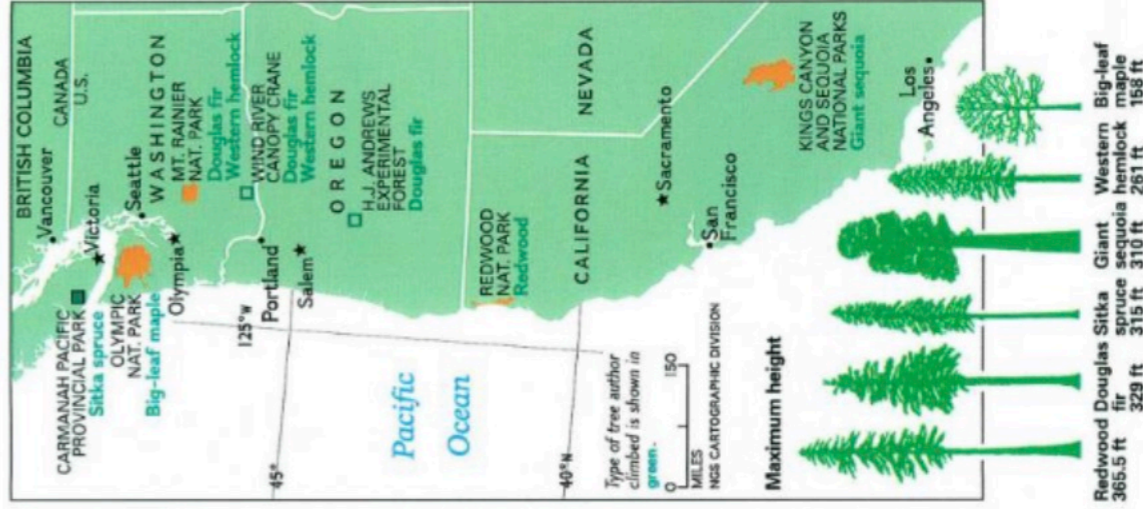 BRITISH COLUMBIA
Vancouver
CANADA
U.S.
Victoria
CARMANAH PACIFIC
PROVINCIAL PARK
Sitka spruce
Seattle
OLYMPIC
NAT. PARK
Big-leaf maple
WASHINGTON
Olympia
MT. RAINIER
NAT. PARK
Douglas fir
Western hemlock
125°W
WIND RIVER
CANOPY CRANE
Douglas fir
Western hemlock
Portland
45°
Salem
OREGON
H.J. ANDREWS
EXPERIMENTAL
FOREST
Douglas fir
Pacific
Ocean
REDWOOD
NAT. PARK
Redwood
40°N
CALIFORNIA
NEVADA
Sacramento
San
Francisco
Type of tree author
climbed is shown in
green.
0
150
MILES
NGS CARTOGRAPHIC DIVISION
KINGS CANYON
AND SEQUOIA
NATIONAL PARKS
Giant sequoia
Los
Angeles
Maximum height
Redwood
365.5 ft
Douglas
fir
329 ft
Sitka
spruce
315 ft
Giant
sequoia
310 ft
Western
hemlock
261 ft
Big-leaf
maple
158 ft